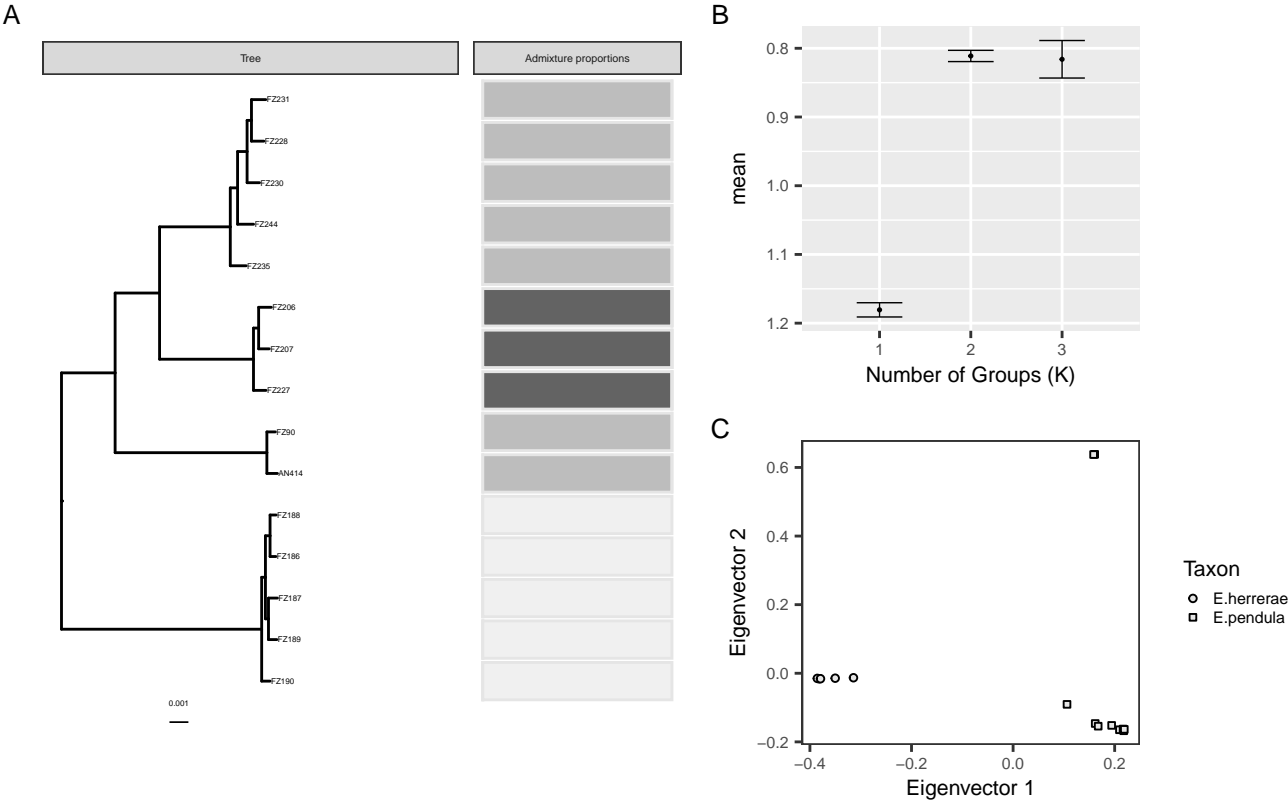 A
Tree
Admixture proportions
FZ231
FZ228
FZ230
FZ244
FZ235
FZ206
FZ207
FZ227
FZ90
AN414
FZ188
FZ186
FZ187
FZ189
FZ190
0.001
B
0.8
0.9
1.0
1.1
1.2
mean
1 2 3
Number of Groups (K)
C
0.6
0.4
0.2
0.0
−0.2
Eigenvector 2
−0.4 −0.2 0.0 0.2
Eigenvector 1
Taxon
E.herrerae
E.pendula